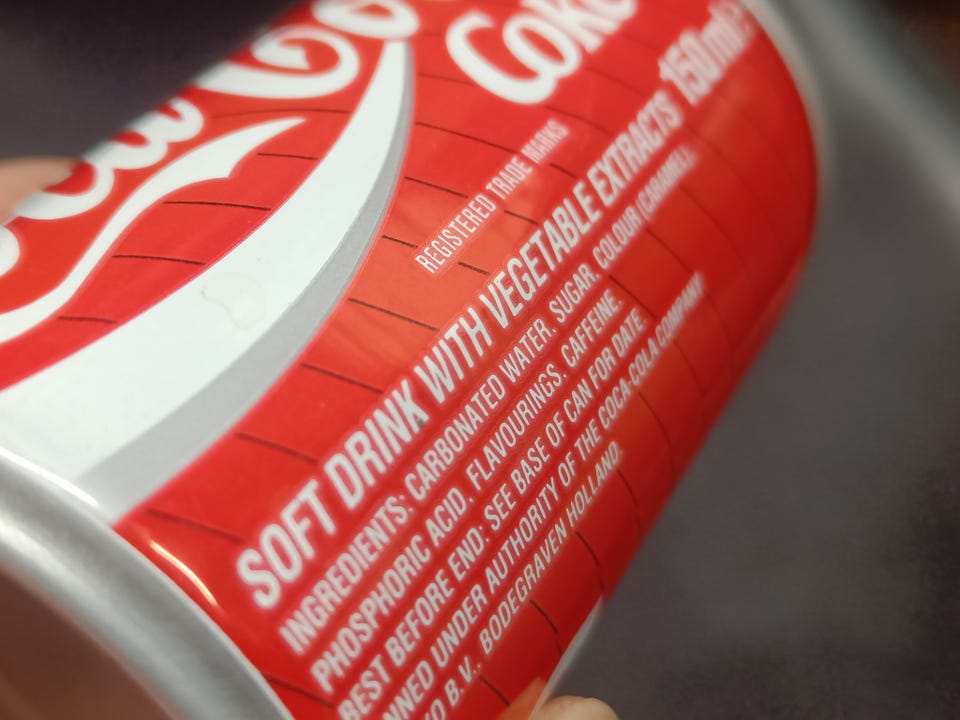 Coke
150ml
REGISTERED TRADE MARKS
SOFT DRINK WITH VEGETABLE EXTRACTS
INGREDIENTS: CARBONATED WATER. SUGAR. COLOUR (CARAMEL).
PHOSPHORIC ACID. FLAVOURINGS. CAFFEINE.
BEST BEFORE END: SEE BASE OF CAN FOR DATE
UNDER AUTHORITY OF THE COCA-COLA COMPANY
B.V., BODEGRAVEN HOLLAND.